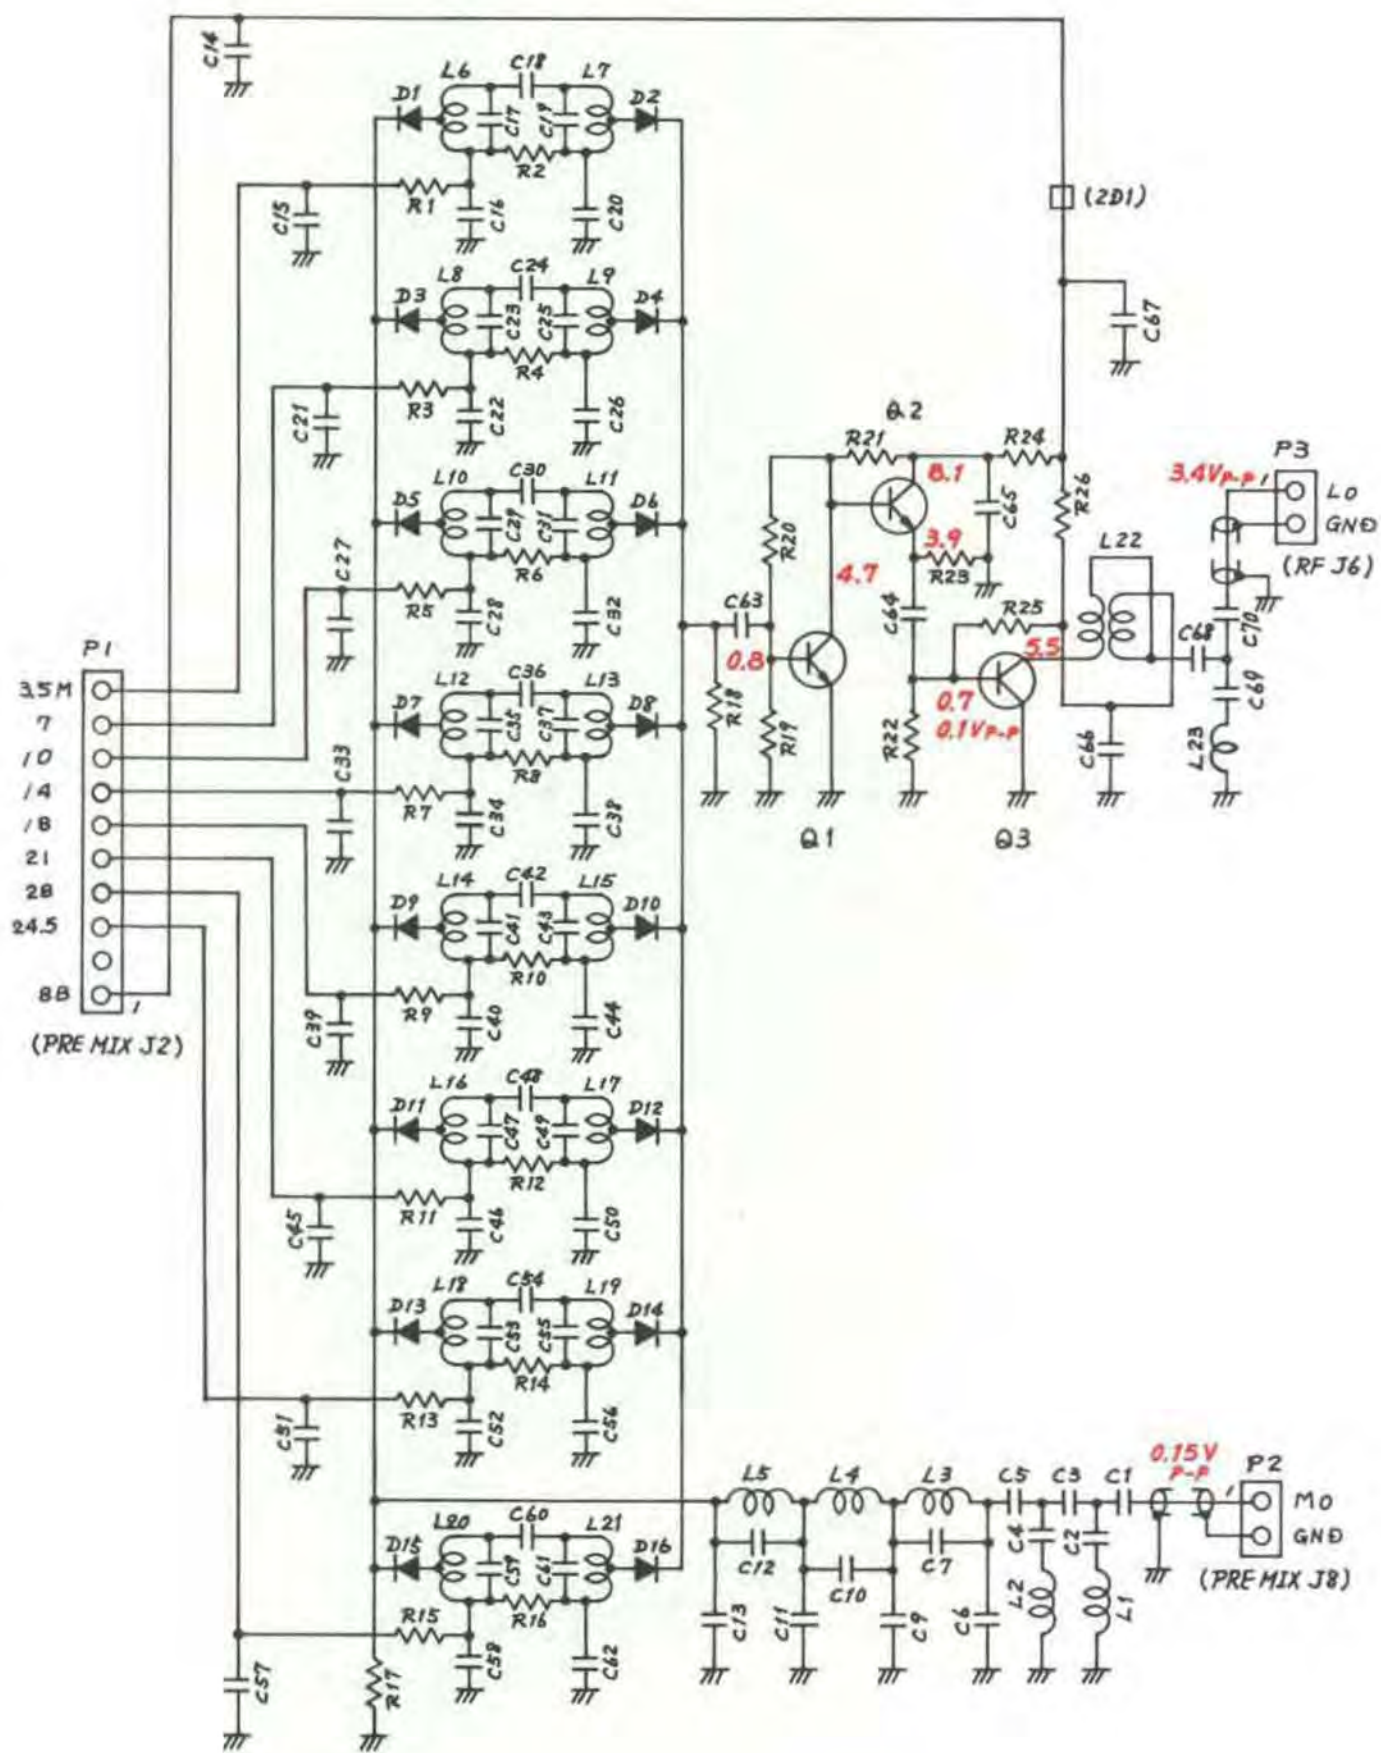 C14
L6 C18 L7
D1 C17 C19 D2
R2
C15 R1 C16 C20
(2D1)
L8 C24 L9
D3 C23 C25 D4
R4
C67
C21 R3 C22 C26
Q2
R21 R24
8.1
P3
3.4Vp-p 1 LO
GND
(RF J6)
L10 C30 L11
D5 C29 C31 D6
R6
C27 R5 C28 C32
R20 C65 R26
3.9
R23
4.7
L22
C63 C64 R25 C68 C70
0.8 5.5
P1
3.5M
7
10
14
18
21
28
24.5
8B
1
(PRE MIX J2)
L12 C36 L13
D7 C35 C37 D8
R8
C33 R7 C34 C38
R18 R19 R22
0.7
0.1Vp-p
C66 C69 L23
Q1 Q3
L14 C42 L15
D9 C41 C43 D10
R10
C39 R9 C40 C44
L16 C48 L17
D11 C47 C49 D12
R12
C45 R11 C46 C50
L18 C54 L19
D13 C53 C55 D14
R14
C51 R13 C52 C56
0.15V
P-P
L5 L4 L3 C5 C3 C1
P2
1 MO
GND
(PRE MIX J8)
L20 C60 L21
D15 C59 C61 D16
R16
C12 C10 C7 C4 C2
R15 C58 C62
C13 C11 C9 C6 L2 L1
C57 R17